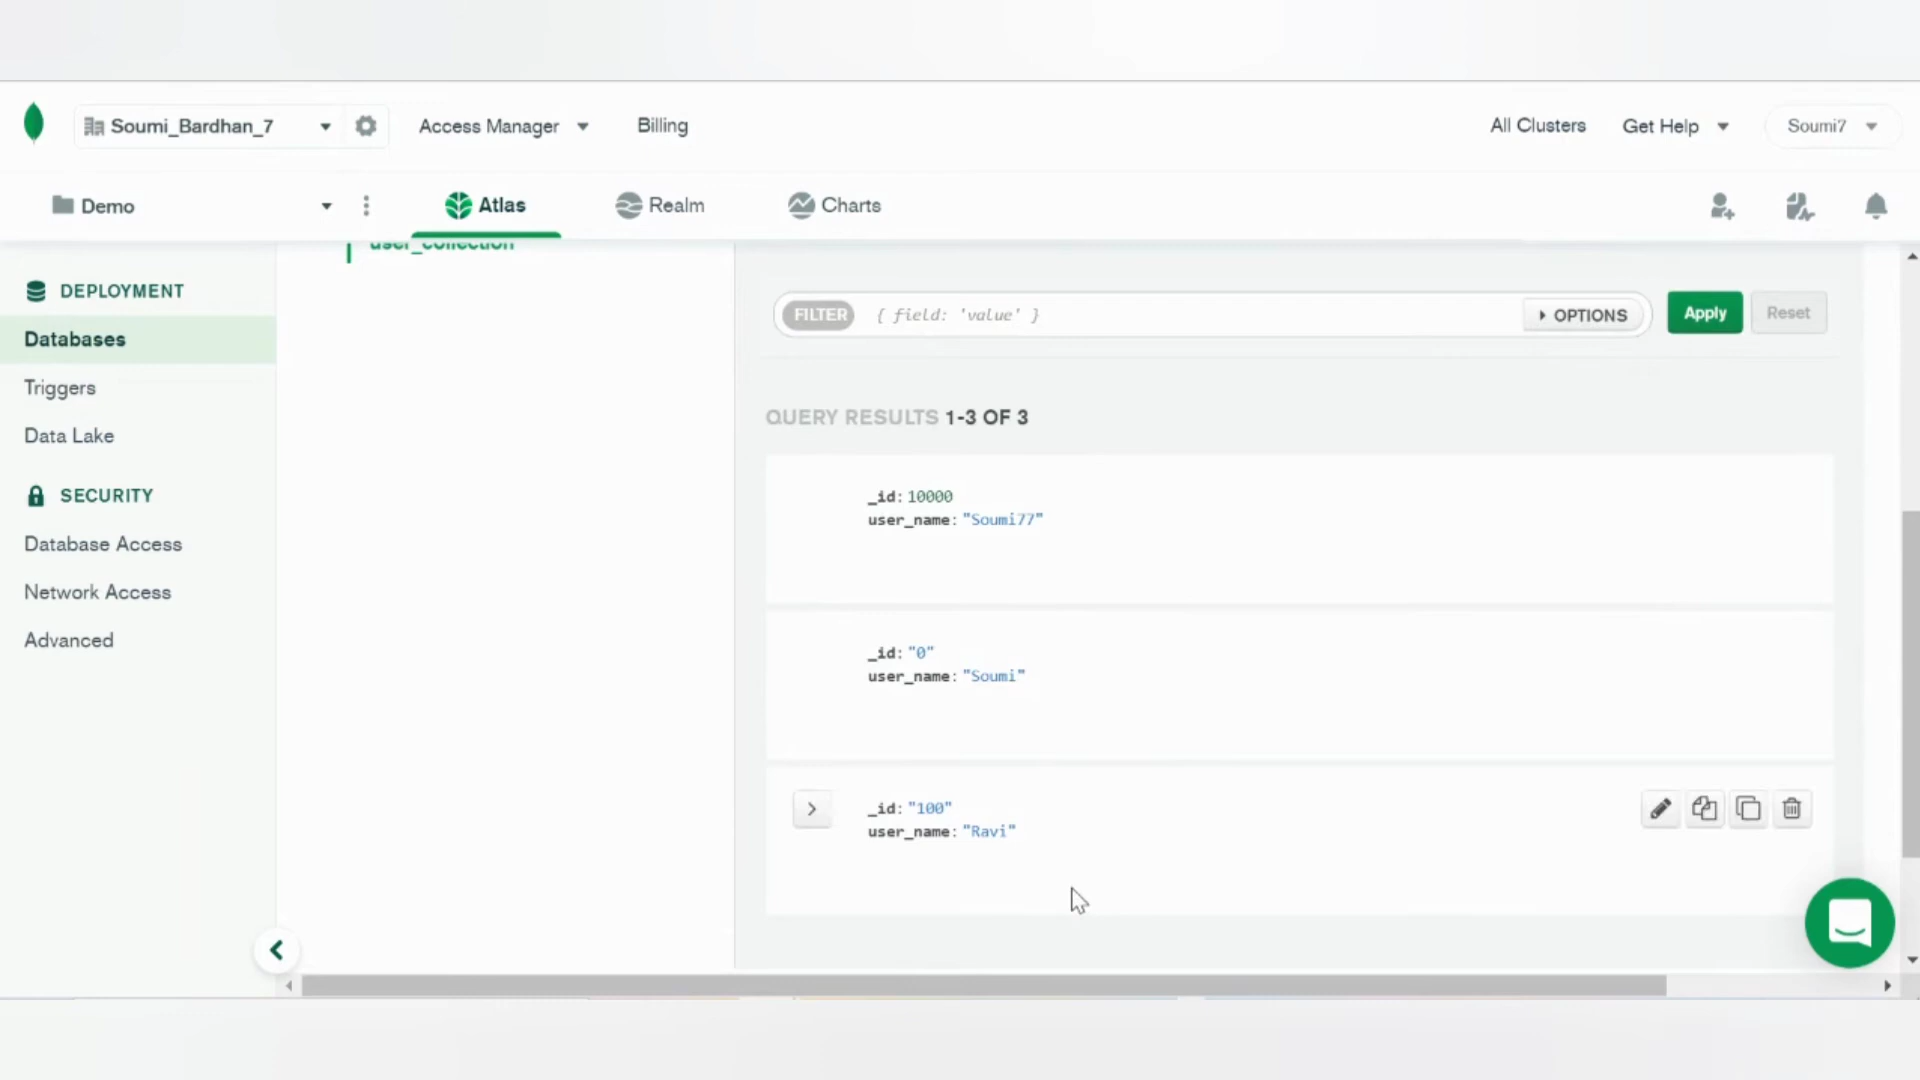 Soumi_Bardhan_7
Access Manager
Billing
All Clusters
Get Help
Soumi7
Demo
Atlas
Realm
Charts
user_collection
DEPLOYMENT
Databases
Triggers
Data Lake
SECURITY
Database Access
Network Access
Advanced
FILTER { field: 'value' }
OPTIONS
Apply
Reset
QUERY RESULTS 1-3 OF 3
_id: 10000
user_name: "Soumi77"
_id: "0"
user_name: "Soumi"
_id: "100"
user_name: "Ravi"